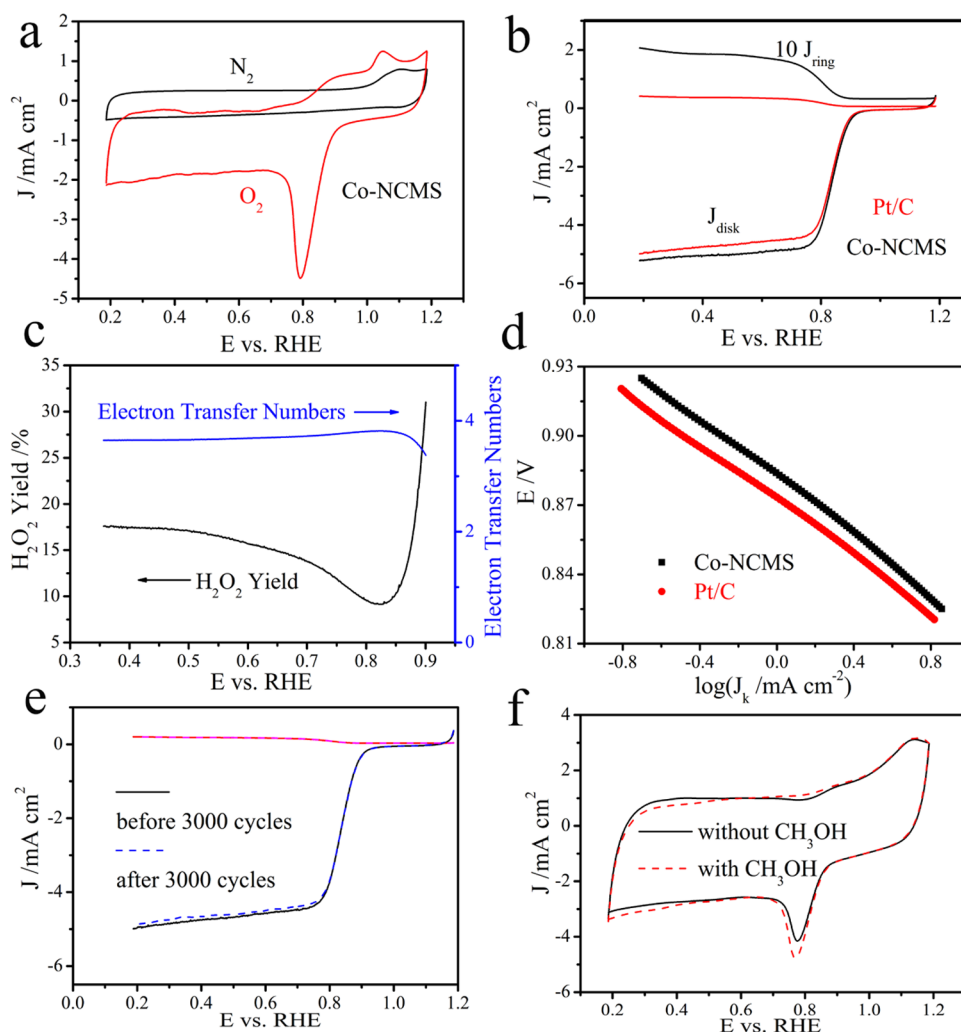 a
J /mA cm²
2
1
0
-1
-2
-3
-4
-5
N₂
O₂
Co-NCMS
0.2 0.4 0.6 0.8 1.0 1.2
E vs. RHE
b
J /mA cm²
4
2
0
-2
-4
-6
10 J_ring
J_disk
Pt/C
Co-NCMS
0.0 0.4 0.8 1.2
E vs. RHE
c
H₂O₂ Yield /%
35
30
25
20
15
10
5
Electron Transfer Numbers
H₂O₂ Yield
4
2
0
Electron Transfer Numbers
0.3 0.4 0.5 0.6 0.7 0.8 0.9
E vs. RHE
d
E /V
0.93
0.90
0.87
0.84
0.81
Co-NCMS
Pt/C
-0.8 -0.4 0.0 0.4 0.8
log(J_k /mA cm⁻²)
e
J /mA cm²
0
-2
-4
-6
before 3000 cycles
after 3000 cycles
0.0 0.2 0.4 0.6 0.8 1.0 1.2
E vs. RHE
f
J /mA cm²
4
3
1
0
-1
-3
-4
-6
without CH₃OH
with CH₃OH
0.2 0.4 0.6 0.8 1.0 1.2
E vs. RHE